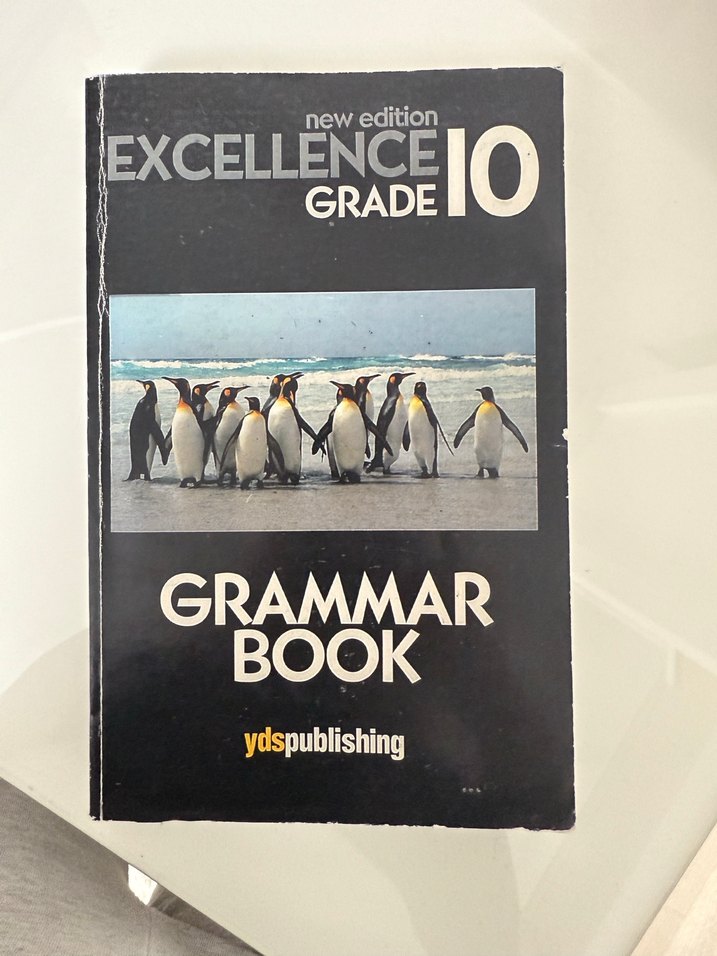 new edition
EXCELLENCE
GRADE 10
GRAMMAR
BOOK
ydspublishing